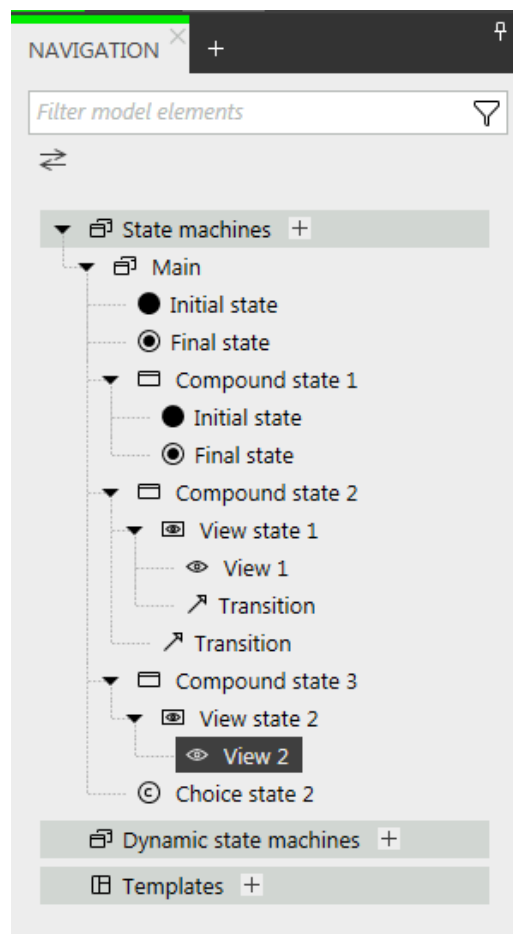 NAVIGATION
Filter model elements
State machines
Main
Initial state
Final state
Compound state 1
Initial state
Final state
Compound state 2
View state 1
View 1
Transition
Transition
Compound state 3
View state 2
View 2
Choice state 2
Dynamic state machines
Templates